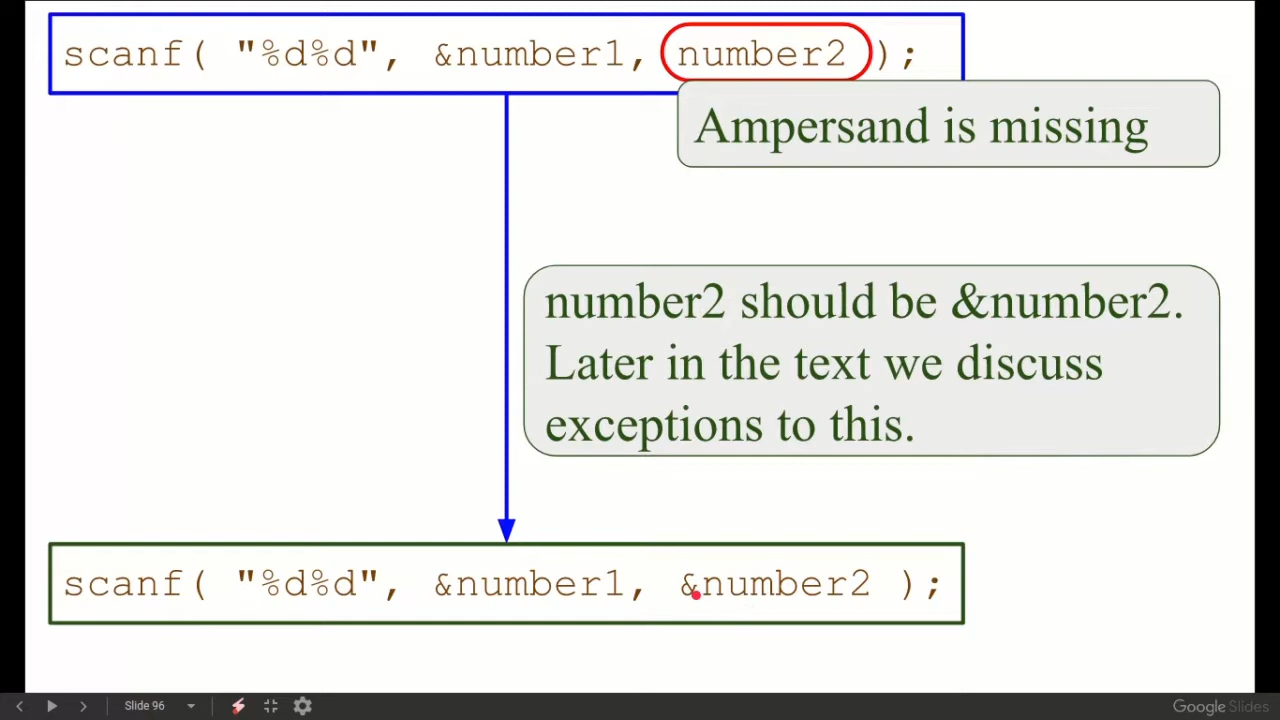 scanf( "%d%d", &number1, number2 );
Ampersand is missing
number2 should be &number2.
Later in the text we discuss
exceptions to this.
scanf( "%d%d", &number1, &number2 );
Slide 96
Google Slides